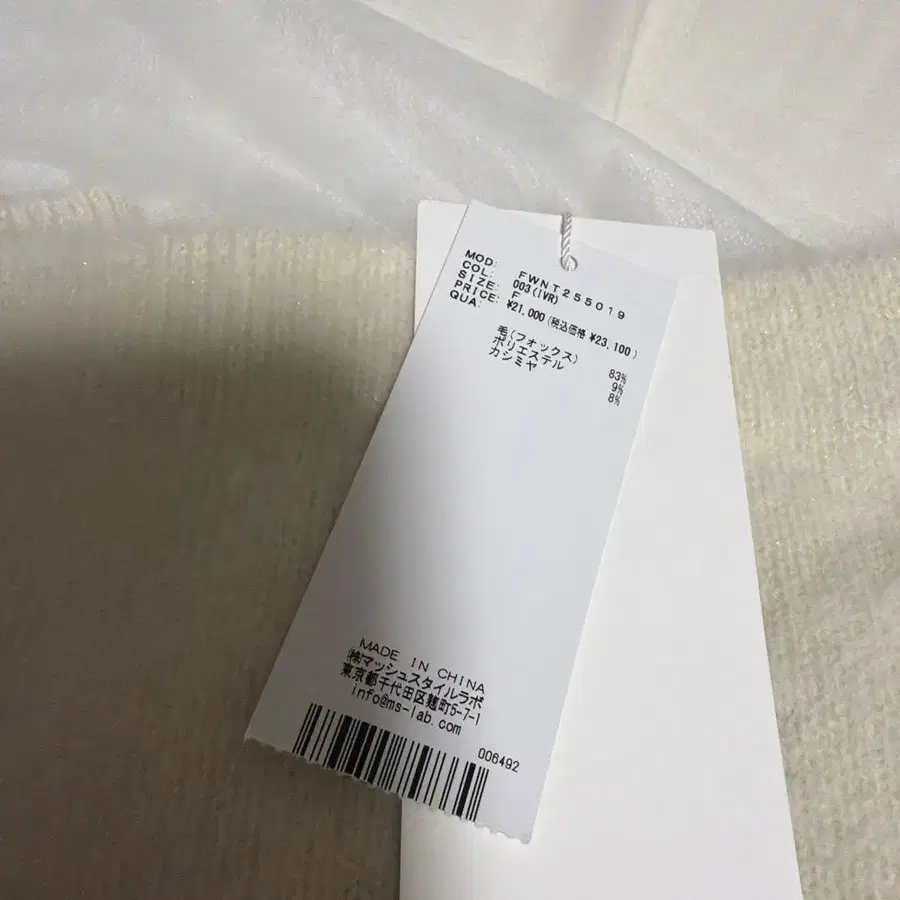 MOD: FWNT255019
COL: 003(IVR)
SIZE: F
PRICE: ¥21,000(税込価格 ¥23,100)
QUA:
毛(フォックス) 83%
ポリエステル 9%
カシミヤ 8%
MADE IN CHINA
㈱マッシュスタイルラボ
東京都千代田区麹町5-7-1
info@ms-lab.com
006492